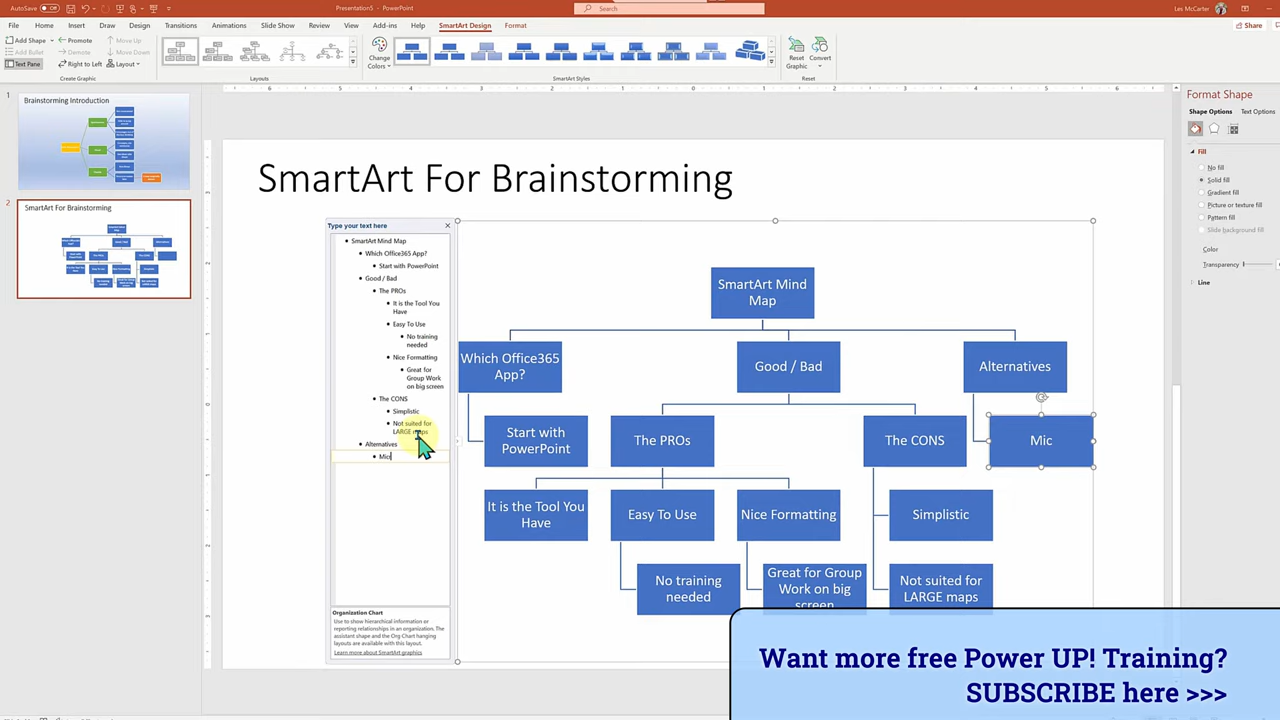 AutoSave Off
Presentation5 - PowerPoint
Search
Les McCarter
File Home Insert Draw Design Transitions Animations Slide Show Review View Add-ins Help SmartArt Design Format
Share
Add Shape Promote Move Up
Add Bullet Demote Move Down
Text Pane Right to Left Layout
Create Graphic
Layouts
Change
Colors
SmartArt Styles
Reset
Graphic
Convert
Reset
1
Brainstorming Introduction
2
SmartArt For Brainstorming
SmartArt For Brainstorming
Type your text here
SmartArt Mind Map
Which Office365 App?
Start with PowerPoint
Good / Bad
The PROs
It is the Tool You
Have
Easy To Use
No training
needed
Nice Formatting
Great for
Group Work
on big screen
The CONS
Simplistic
Not suited for
LARGE maps
Alternatives
Mic
Organization Chart
Use to show hierarchical information or
reporting relationships in an organization. The
assistant shape and the Org Chart hanging
layouts are available with this layout.
Learn more about SmartArt graphics
SmartArt Mind
Map
Which Office365
App?
Good / Bad
Alternatives
Start with
PowerPoint
The PROs
The CONS
Mic
It is the Tool You
Have
Easy To Use
Nice Formatting
Simplistic
No training
needed
Great for Group
Work on big
screen
Not suited for
LARGE maps
Format Shape
Shape Options Text Options
Fill
No fill
Solid fill
Gradient fill
Picture or texture fill
Pattern fill
Slide background fill
Color
Transparency
Line
Want more free Power UP! Training?
SUBSCRIBE here >>>